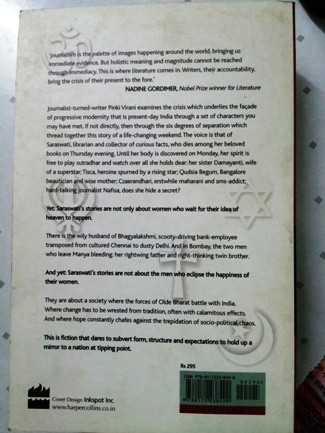 'Journalism is the palette of images happening around the world, bringing us
immediate evidence. But holistic meaning and magnitude cannot be reached
through immediacy. This is where literature comes in. Writers, their accountability,
bring the crisis of their present to the fore.'
NADINE GORDIMER, Nobel Prize winner for Literature
Journalist-turned-writer Pinki Virani examines the crisis which underlies the façade
of progressive modernity that is present-day India through a set of characters you
may have met. If not directly, then through the six degrees of separation which
thread together this story of a life-changing weekend. The voice is that of
Saraswati, librarian and collector of curious facts, who dies among her beloved
books on Thursday evening. Until her body is discovered on Monday, her spirit is
free to play sutradhar and watch over all she holds dear: her sister Damayanti, wife
of a separatist; Tisca, heroine spurned by a rising star; Qudsia Begum, Bangalore
beautician and wise mother; Czaerandhari, erstwhile maharani and sms-addict;
hard-talking journalist Nafisa, does she hide a secret?
Yet: Saraswati's stories are not only about women who wait for their idea of
heaven to happen.
There is the wily husband of Bhagyalakshmi, scooty-driving bank-employee
transposed from cultured Chennai to dusty Delhi. And in Bombay, the two men
who leave Manya bleeding: her rightwing father and right-thinking twin brother.
And yet: Saraswati's stories are not about the men who eclipse the happiness of
their women.
They are about a society where the forces of Olde Bharat battle with India.
Where change has to be wrested from tradition, often with calamitous effects.
And where hope constantly chafes against the trepidation of socio-political chaos.
This is fiction that dares to subvert form, structure and expectations to hold up a
mirror to a nation at tipping point.
Rs 295
Cover Design Inkspot Inc
www.harpercollins.co.in